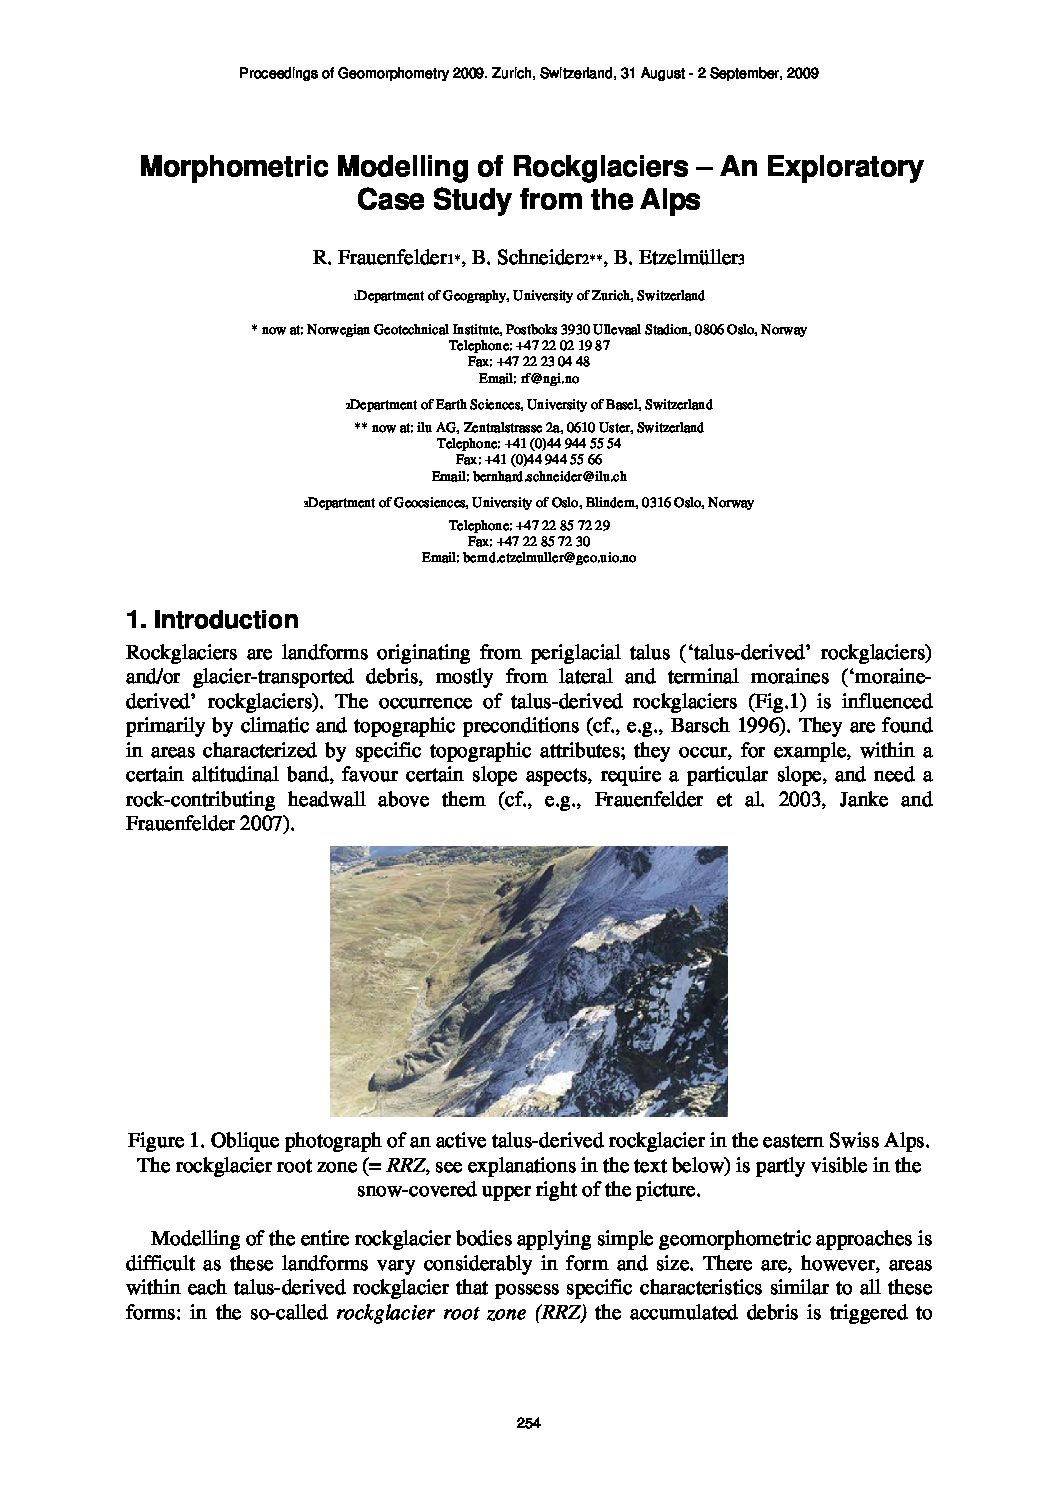 Proceedings of Geomorphometry 2009. Zurich, Switzerland, 31 August - 2 September, 2009
Morphometric Modelling of Rockglaciers – An Exploratory
Case Study from the Alps
R. Frauenfelder1*, B. Schneider2**, B. Etzelmüller3
1Department of Geography, University of Zurich, Switzerland
* now at: Norwegian Geotechnical Institute, Postboks 3930 Ullevaal Stadion, 0806 Oslo, Norway
Telephone: +47 22 02 19 87
Fax: +47 22 23 04 48
Email: rf@ngi.no
2Department of Earth Sciences, University of Basel, Switzerland
** now at: ilu AG, Zentralstrasse 2a, 0610 Uster, Switzerland
Telephone: +41 (0)44 944 55 54
Fax: +41 (0)44 944 55 66
Email: bernhard.schneider@ilu.ch
3Department of Geocsiences, University of Oslo, Blindern, 0316 Oslo, Norway
Telephone: +47 22 85 72 29
Fax: +47 22 85 72 30
Email: bernd.etzelmuller@geo.uio.no
1. Introduction
Rockglaciers are landforms originating from periglacial talus (‘talus-derived’ rockglaciers)
and/or glacier-transported debris, mostly from lateral and terminal moraines (‘moraine-
derived’ rockglaciers). The occurrence of talus-derived rockglaciers (Fig.1) is influenced
primarily by climatic and topographic preconditions (cf., e.g., Barsch 1996). They are found
in areas characterized by specific topographic attributes; they occur, for example, within a
certain altitudinal band, favour certain slope aspects, require a particular slope, and need a
rock-contributing headwall above them (cf., e.g., Frauenfelder et al. 2003, Janke and
Frauenfelder 2007).
Figure 1. Oblique photograph of an active talus-derived rockglacier in the eastern Swiss Alps.
The rockglacier root zone (= RRZ, see explanations in the text below) is partly visible in the
snow-covered upper right of the picture.
Modelling of the entire rockglacier bodies applying simple geomorphometric approaches is
difficult as these landforms vary considerably in form and size. There are, however, areas
within each talus-derived rockglacier that possess specific characteristics similar to all these
forms: in the so-called rockglacier root zone (RRZ) the accumulated debris is triggered to
254